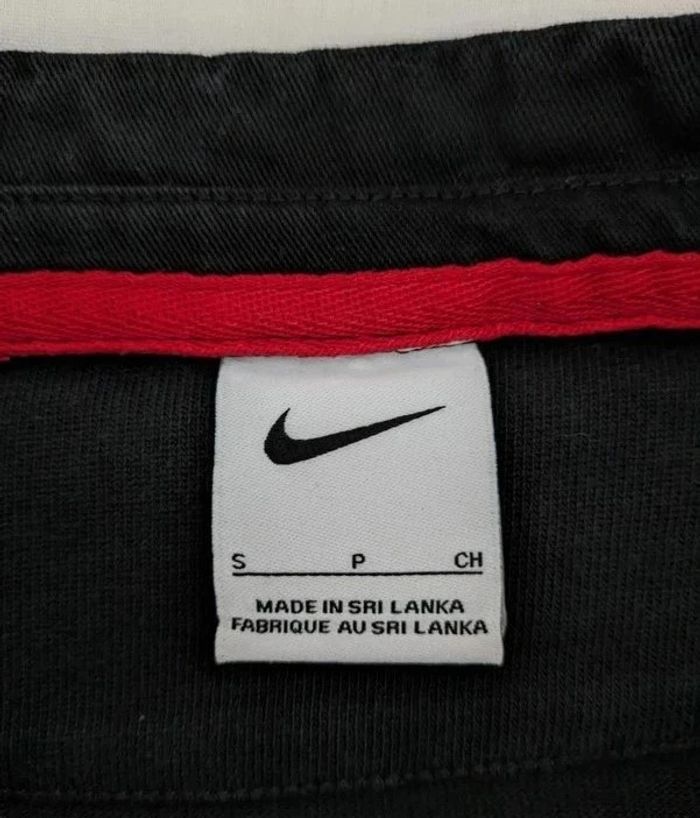 S P CH
MADE IN SRI LANKA
FABRIQUE AU SRI LANKA